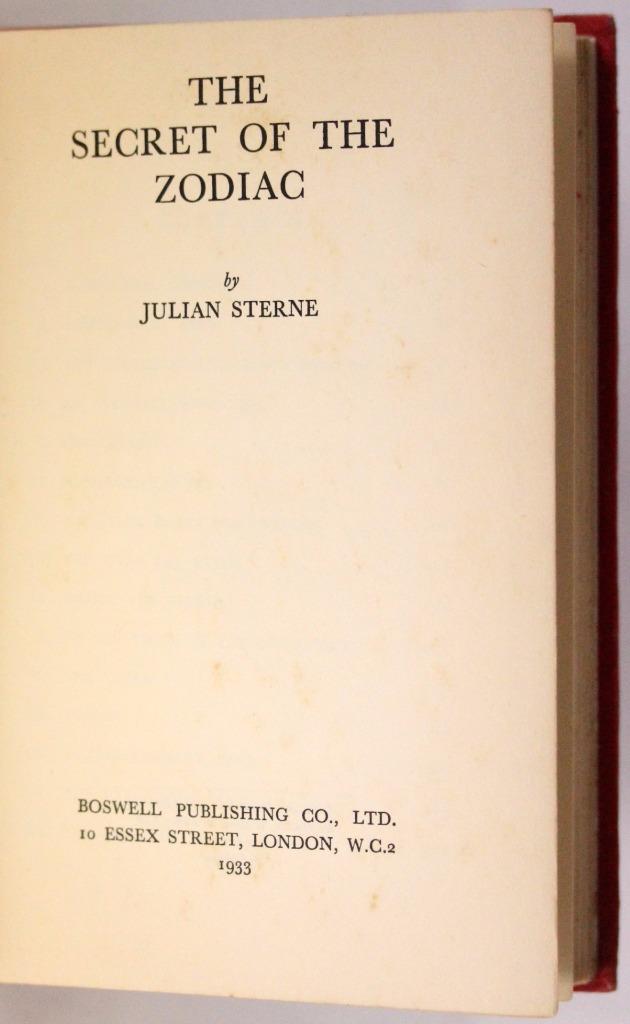 THE
SECRET OF THE
ZODIAC
by
JULIAN STERNE
BOSWELL PUBLISHING CO., LTD.
10 ESSEX STREET, LONDON, W.C.2
1933